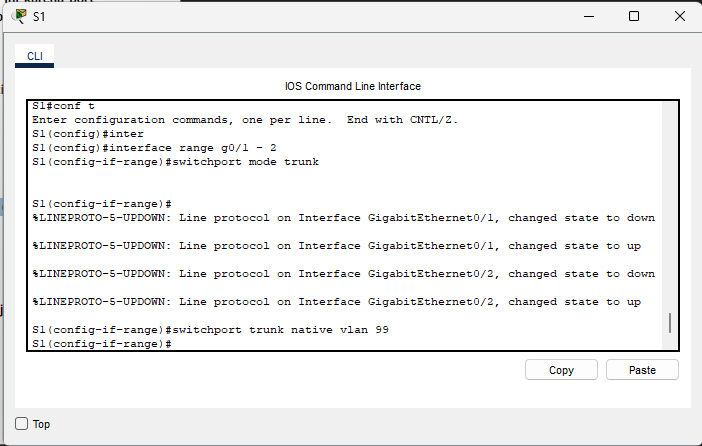 S1
CLI
IOS Command Line Interface
S1#conf t
Enter configuration commands, one per line.  End with CNTL/Z.
S1(config)#inter
S1(config)#interface range g0/1 - 2
S1(config-if-range)#switchport mode trunk
S1(config-if-range)#
%LINEPROTO-5-UPDOWN: Line protocol on Interface GigabitEthernet0/1, changed state to down
%LINEPROTO-5-UPDOWN: Line protocol on Interface GigabitEthernet0/1, changed state to up
%LINEPROTO-5-UPDOWN: Line protocol on Interface GigabitEthernet0/2, changed state to down
%LINEPROTO-5-UPDOWN: Line protocol on Interface GigabitEthernet0/2, changed state to up
S1(config-if-range)#switchport trunk native vlan 99
S1(config-if-range)#
Copy
Paste
Top